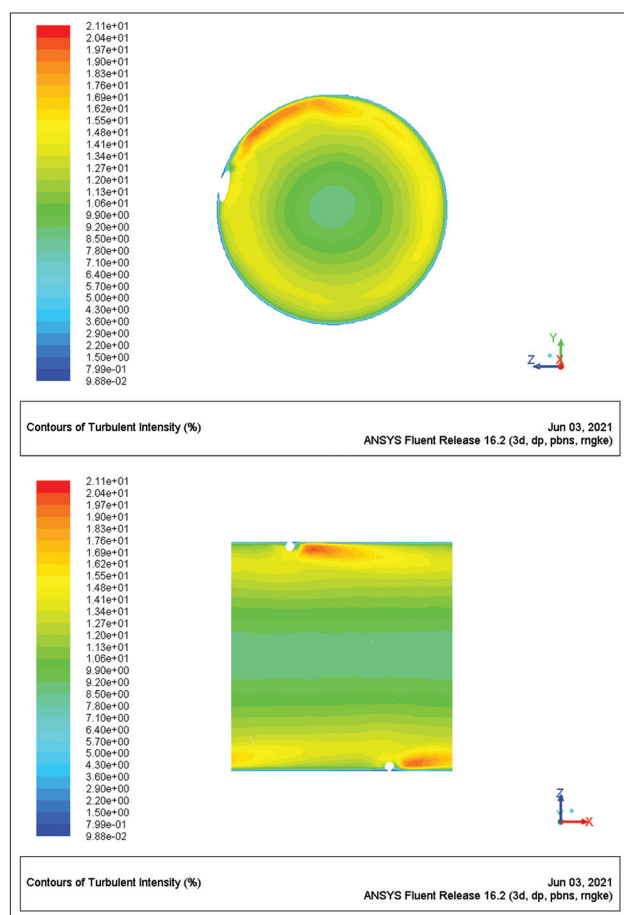 2.11e+01
2.04e+01
1.97e+01
1.90e+01
1.83e+01
1.76e+01
1.69e+01
1.62e+01
1.55e+01
1.48e+01
1.41e+01
1.34e+01
1.27e+01
1.20e+01
1.13e+01
1.06e+01
9.90e+00
9.20e+00
8.50e+00
7.80e+00
7.10e+00
6.40e+00
5.70e+00
5.00e+00
4.30e+00
3.60e+00
2.90e+00
2.20e+00
1.50e+00
7.99e-01
9.88e-02
Y
Z
X
Contours of Turbulent Intensity (%)
Jun 03, 2021
ANSYS Fluent Release 16.2 (3d, dp, pbns, rngke)
2.11e+01
2.04e+01
1.97e+01
1.90e+01
1.83e+01
1.76e+01
1.69e+01
1.62e+01
1.55e+01
1.48e+01
1.41e+01
1.34e+01
1.27e+01
1.20e+01
1.13e+01
1.06e+01
9.90e+00
9.20e+00
8.50e+00
7.80e+00
7.10e+00
6.40e+00
5.70e+00
5.00e+00
4.30e+00
3.60e+00
2.90e+00
2.20e+00
1.50e+00
7.99e-01
9.88e-02
Z
Y
X
Contours of Turbulent Intensity (%)
Jun 03, 2021
ANSYS Fluent Release 16.2 (3d, dp, pbns, rngke)